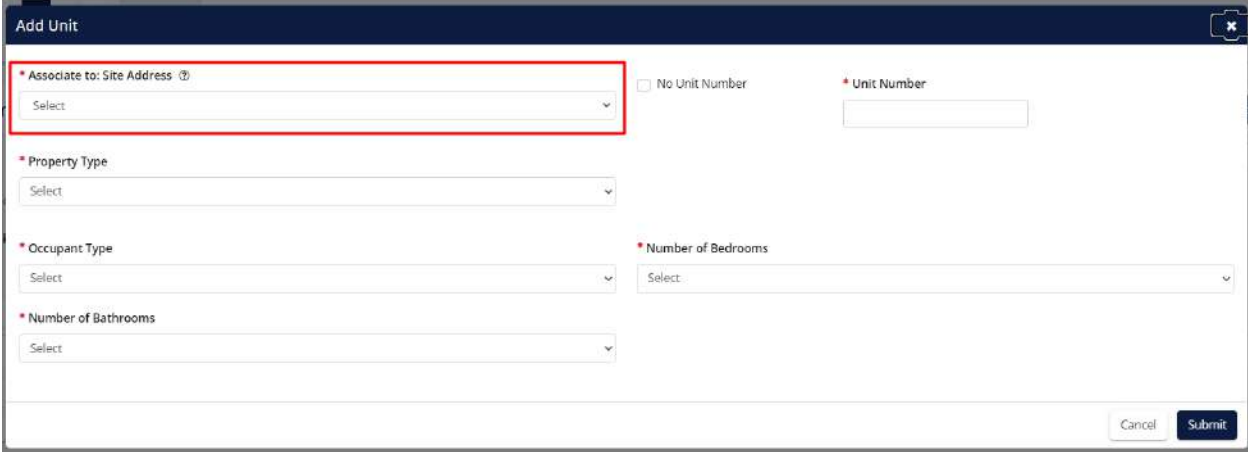 Add Unit
* Associate to: Site Address ?
Select
No Unit Number
* Unit Number
* Property Type
Select
* Occupant Type
Select
* Number of Bedrooms
Select
* Number of Bathrooms
Select
Cancel
Submit